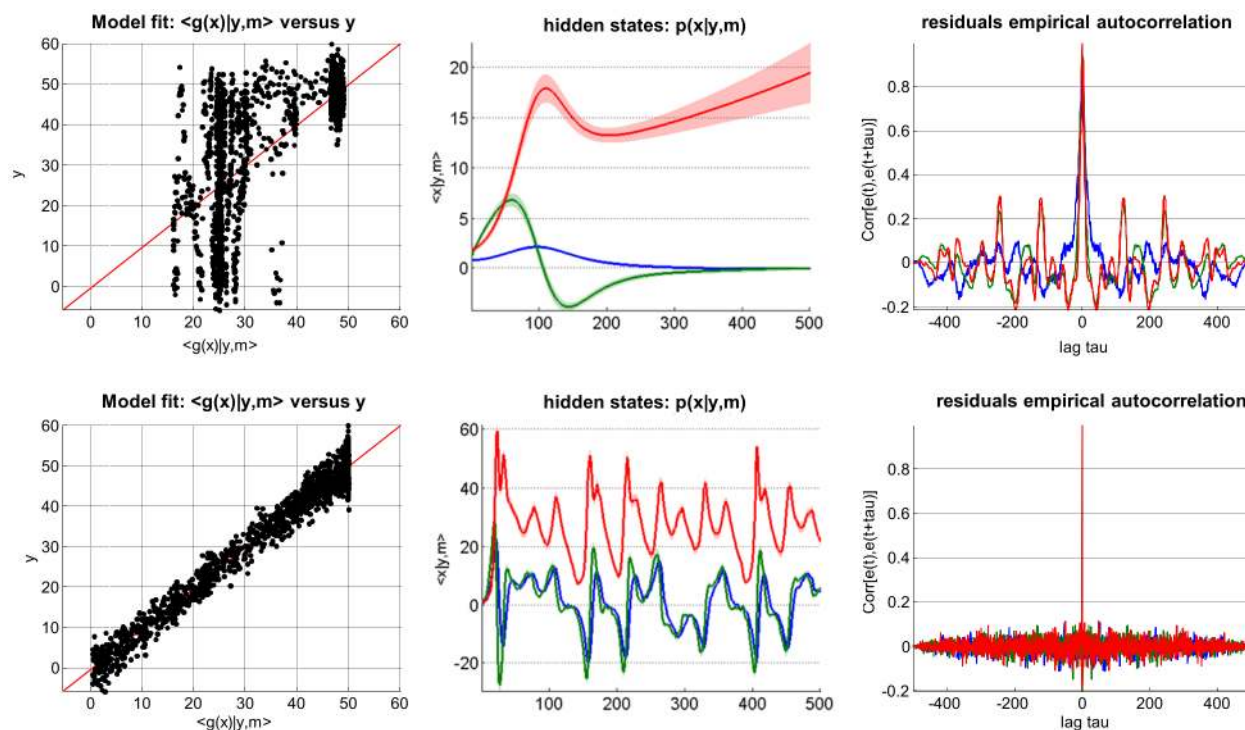 Model fit: <g(x)|y,m> versus y
60
50
40
30
20
10
0
y
0 10 20 30 40 50 60
<g(x)|y,m>
hidden states: p(x|y,m)
20
15
10
5
0
<x|y,m>
100 200 300 400 500
residuals empirical autocorrelation
0.8
0.6
0.4
0.2
0
-0.2
Corr[e(t),e(t+tau)]
-400 -200 0 200 400
lag tau
Model fit: <g(x)|y,m> versus y
60
50
40
30
20
10
0
y
0 10 20 30 40 50 60
<g(x)|y,m>
hidden states: p(x|y,m)
60
40
20
0
-20
<x|y,m>
100 200 300 400 500
residuals empirical autocorrelation
0.8
0.6
0.4
0.2
0
-0.2
Corr[e(t),e(t+tau)]
-400 -200 0 200 400
lag tau